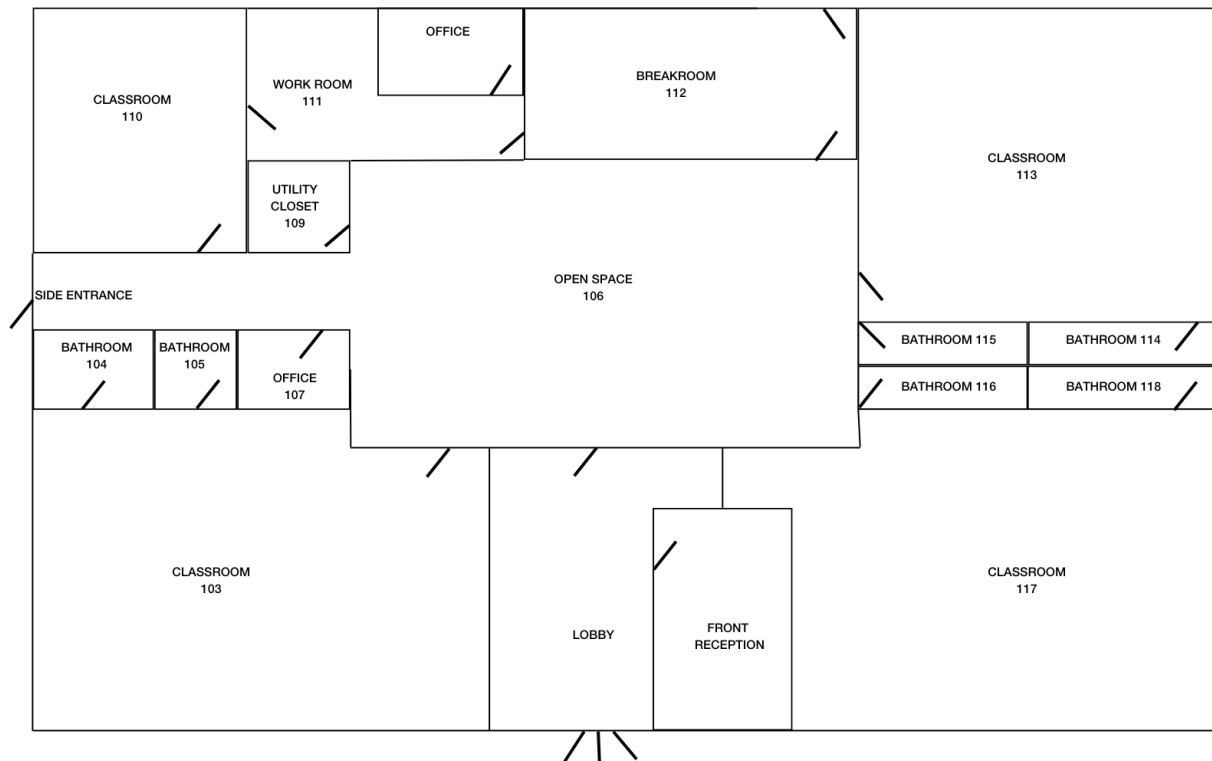 OFFICE
WORK ROOM
111
BREAKROOM
112
CLASSROOM
110
CLASSROOM
113
UTILITY
CLOSET
109
OPEN SPACE
106
SIDE ENTRANCE
BATHROOM
104
BATHROOM
105
OFFICE
107
BATHROOM 115
BATHROOM 114
BATHROOM 116
BATHROOM 118
CLASSROOM
103
LOBBY
FRONT
RECEPTION
CLASSROOM
117